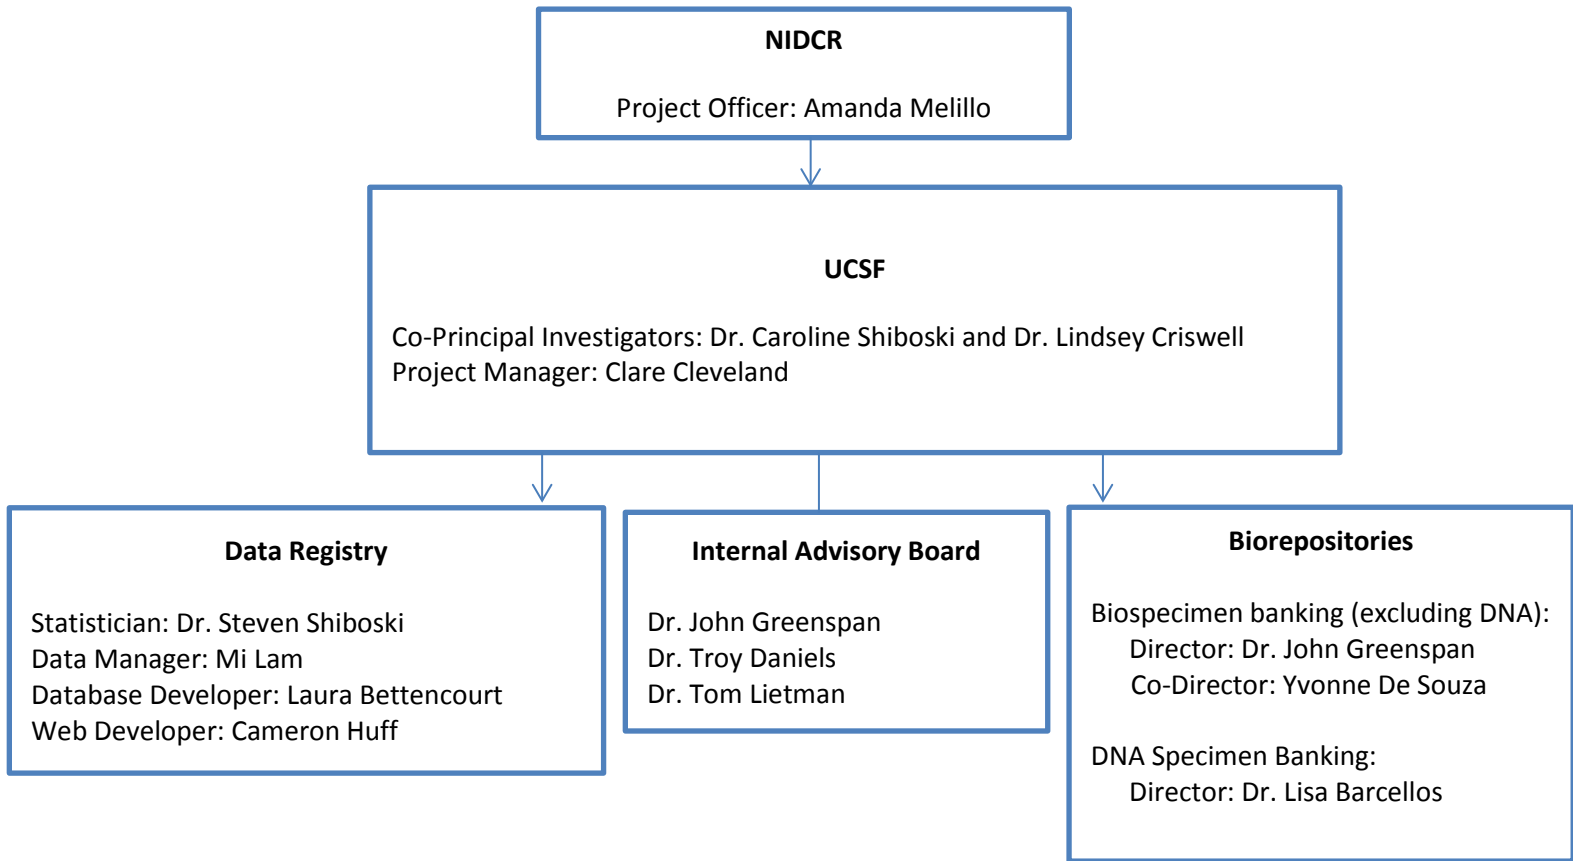 NIDCR
Project Officer: Amanda Melillo
UCSF
Co-Principal Investigators: Dr. Caroline Shiboski and Dr. Lindsey Criswell
Project Manager: Clare Cleveland
Data Registry
Statistician: Dr. Steven Shiboski
Data Manager: Mi Lam
Database Developer: Laura Bettencourt
Web Developer: Cameron Huff
Internal Advisory Board
Dr. John Greenspan
Dr. Troy Daniels
Dr. Tom Lietman
Biorepositories
Biospecimen banking (excluding DNA):
Director: Dr. John Greenspan
Co-Director: Yvonne De Souza
DNA Specimen Banking:
Director: Dr. Lisa Barcellos